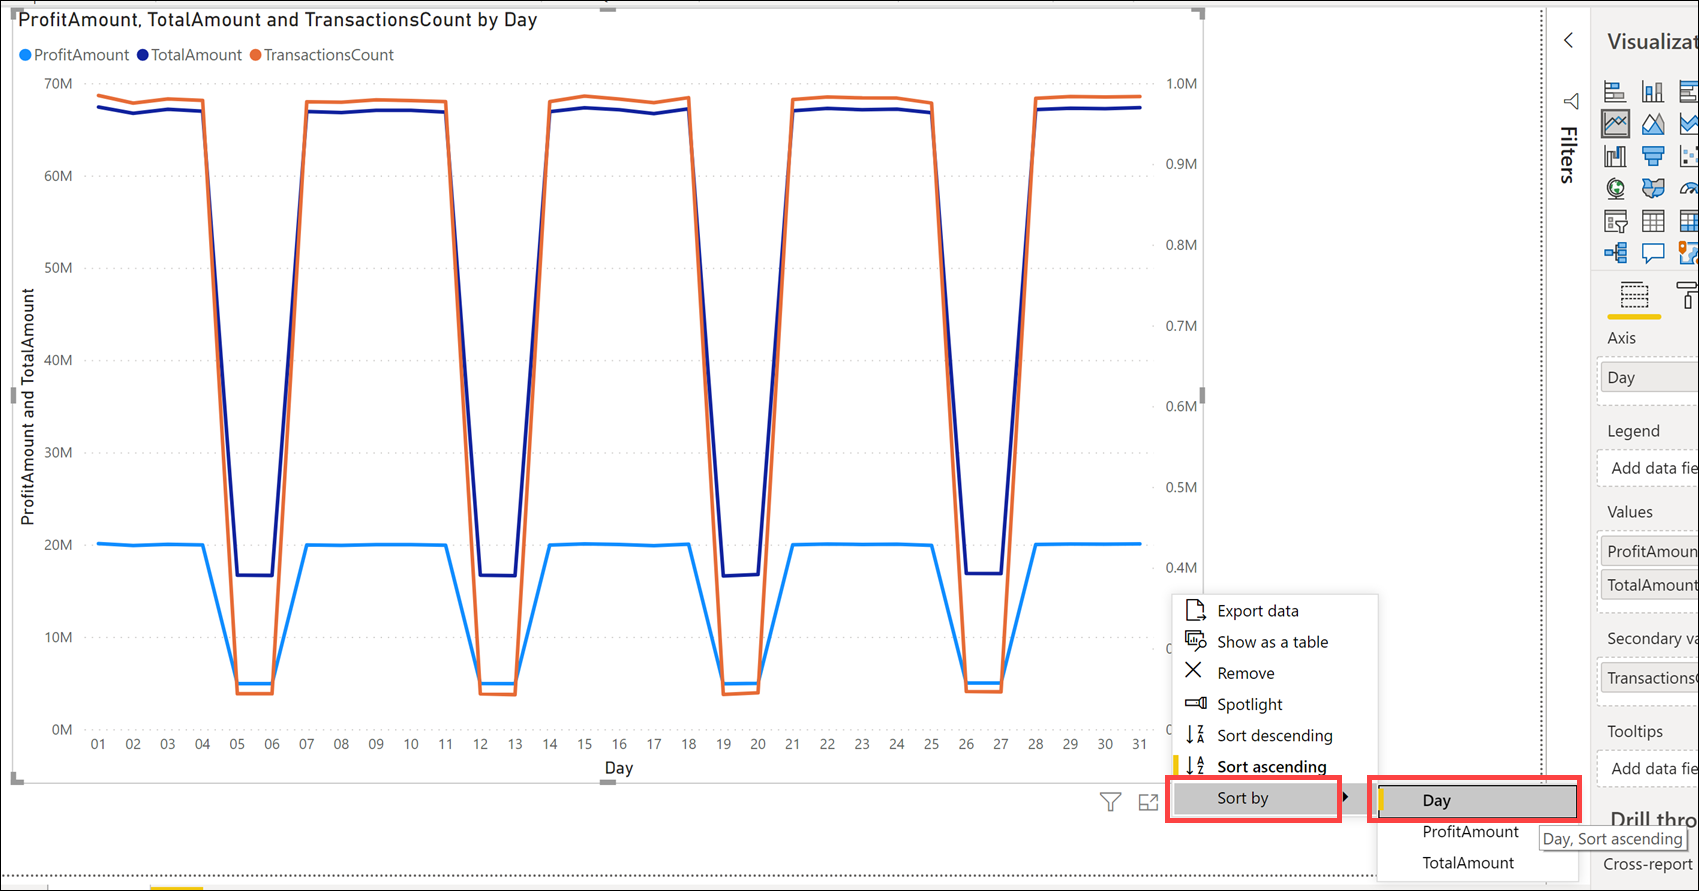 ProfitAmount, TotalAmount and TransactionsCount by Day
ProfitAmount TotalAmount TransactionsCount
70M
60M
50M
40M
30M
20M
10M
0M
ProfitAmount and TotalAmount
1.0M
0.9M
0.8M
0.7M
0.6M
0.5M
0.4M
01 02 03 04 05 06 07 08 09 10 11 12 13 14 15 16 17 18 19 20 21 22 23 24 25 26 27 28 29 30 31
Day
Export data
Show as a table
Remove
Spotlight
Sort descending
Sort ascending
Sort by
Day
ProfitAmount
TotalAmount
Day, Sort ascending
Filters
Visualizat
Axis
Day
Legend
Add data fie
Values
ProfitAmoun
TotalAmount
Secondary va
Transactions
Tooltips
Add data fie
Drill thro
Cross-report